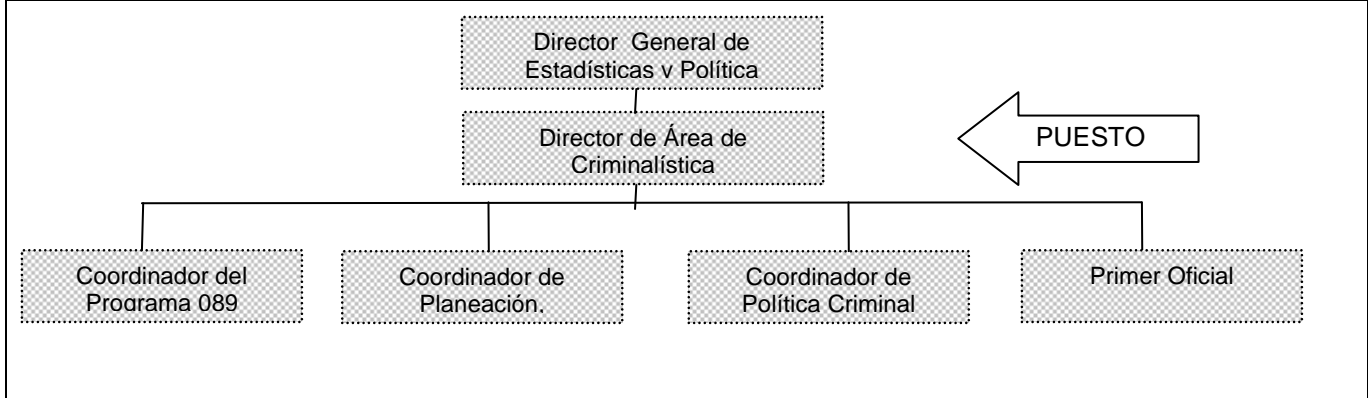 Director General de
Estadísticas y Política
Director de Área de
Criminalística
PUESTO
Coordinador del
Programa 089
Coordinador de
Planeación.
Coordinador de
Política Criminal
Primer Oficial